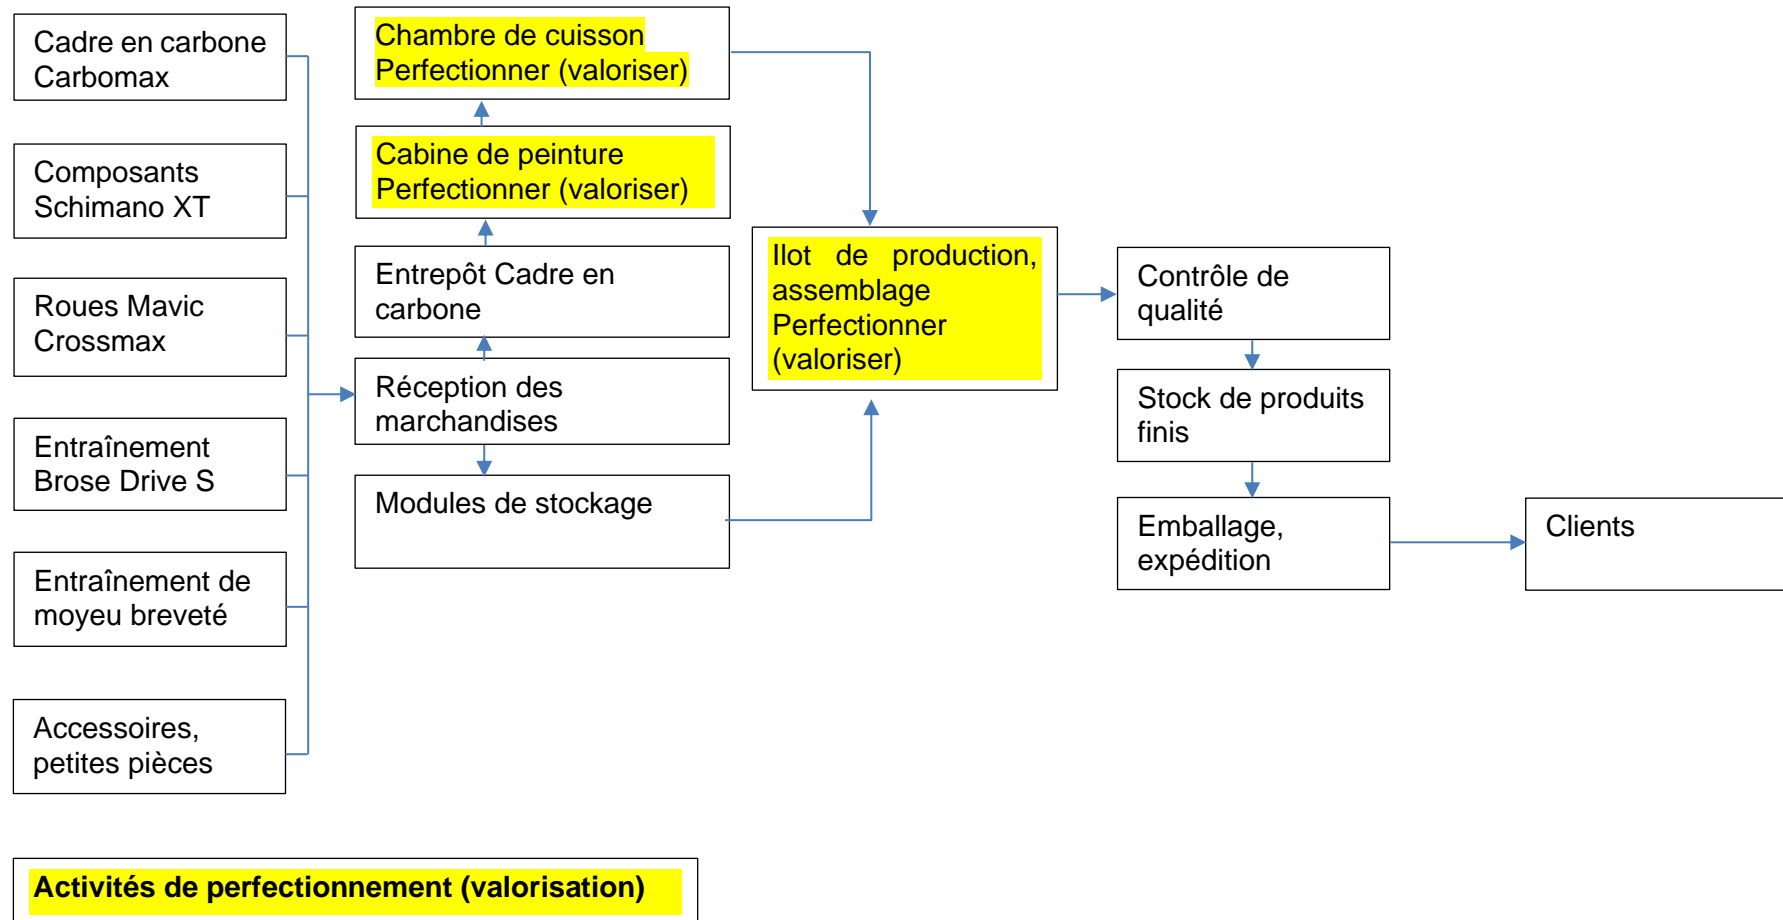 Cadre en carbone
Carbomax
Composants
Schimano XT
Roues Mavic
Crossmax
Entraînement
Brose Drive S
Entraînement de
moyeu breveté
Accessoires,
petites pièces
Chambre de cuisson
Perfectionner (valoriser)
Cabine de peinture
Perfectionner (valoriser)
Entrepôt Cadre en
carbone
Réception des
marchandises
Modules de stockage
Ilot de production,
assemblage
Perfectionner
(valoriser)
Contrôle de
qualité
Stock de produits
finis
Emballage,
expédition
Clients
Activités de perfectionnement (valorisation)